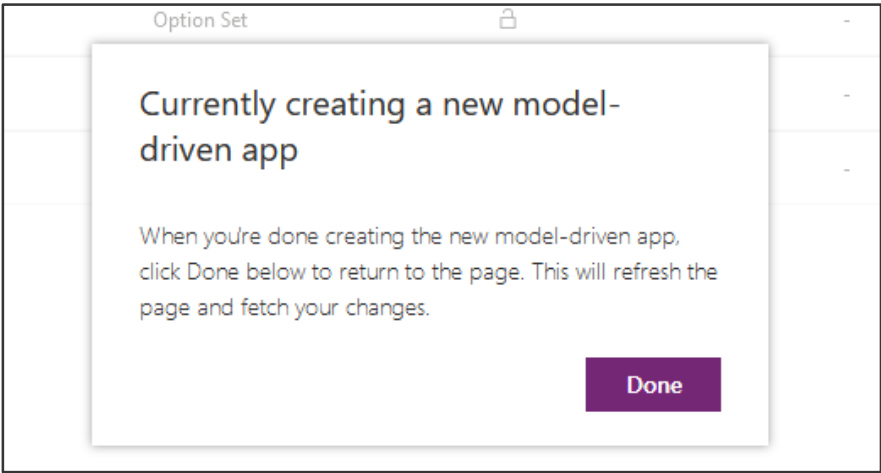 Option Set -
Currently creating a new model-
-
driven app
-
When you're done creating the new model-driven app,
click Done below to return to the page. This will refresh the
page and fetch your changes.
Done